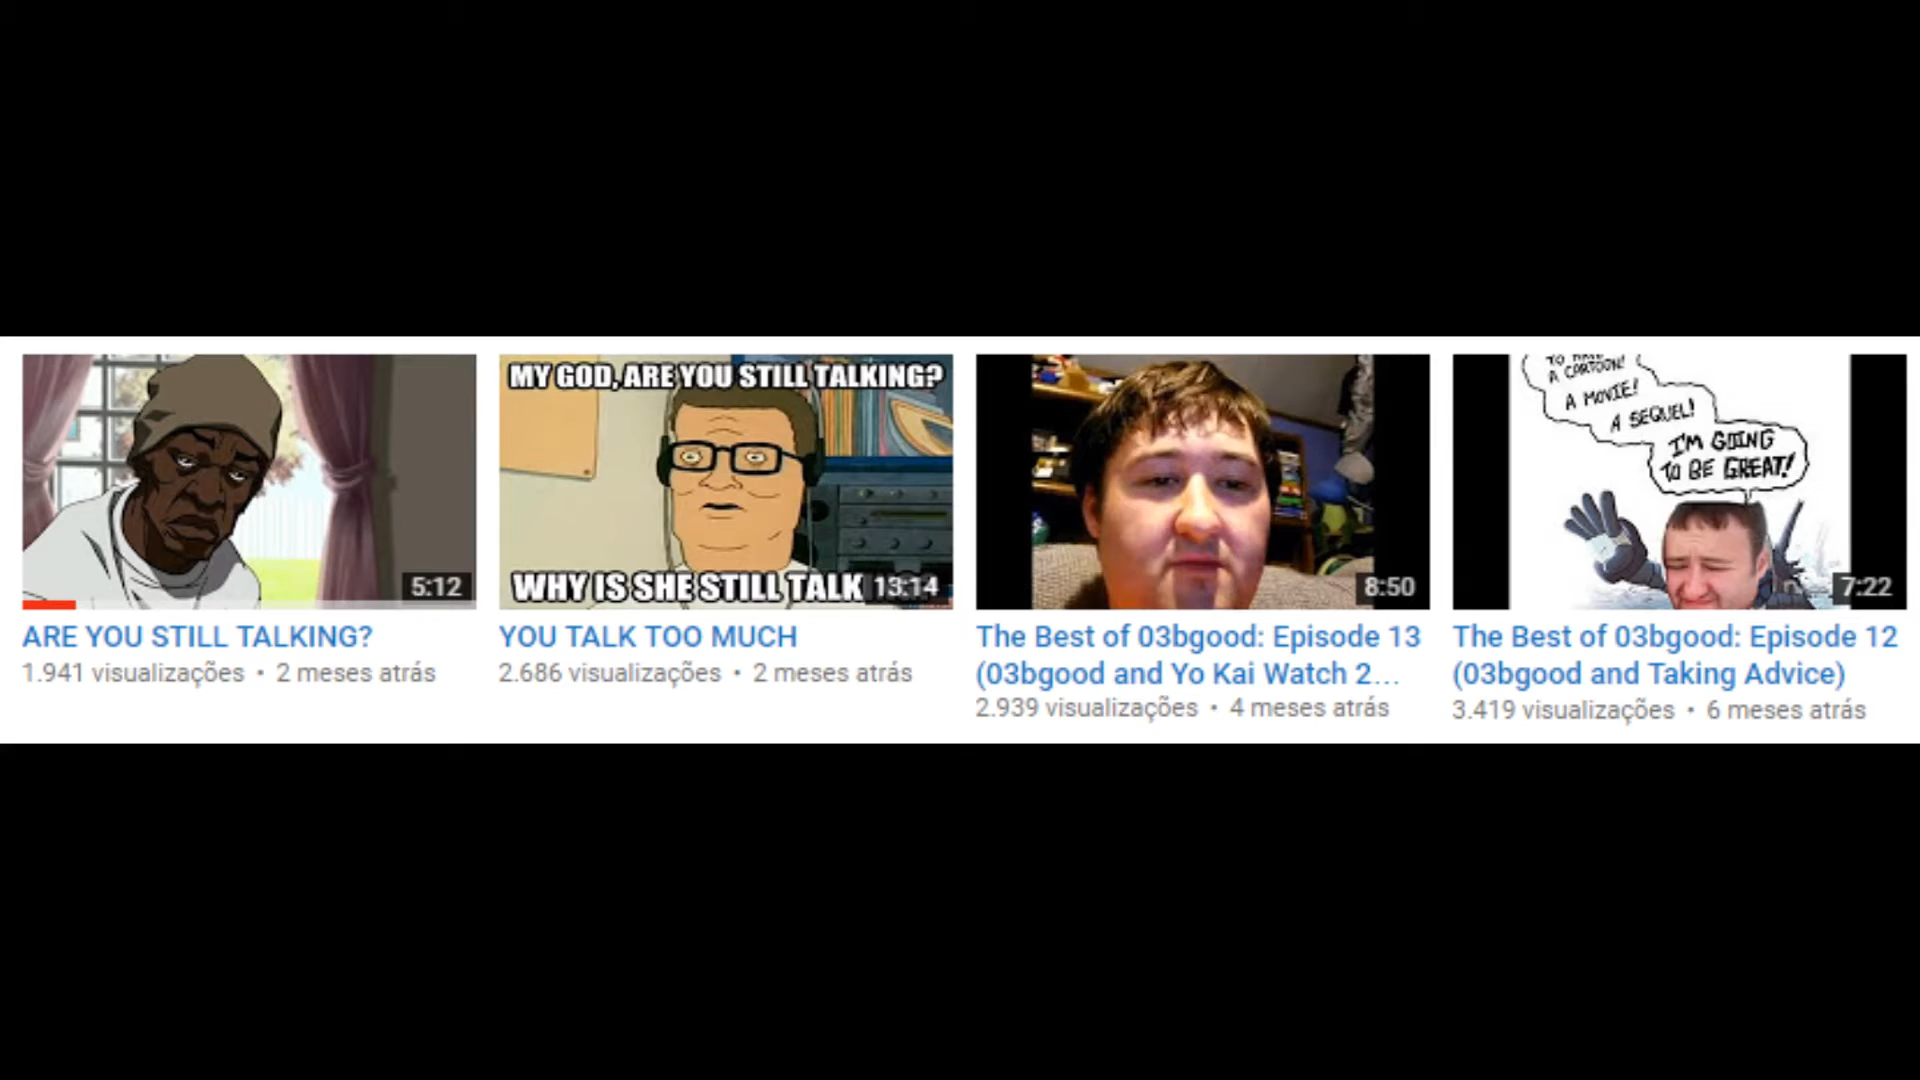 MY GOD, ARE YOU STILL TALKING?
WHY IS SHE STILL TALK
5:12
13:14
8:50
7:22
A CARTOON!
A MOVIE!
A SEQUEL!
I'M GOING
TO BE GREAT!
ARE YOU STILL TALKING?
1.941 visualizações • 2 meses atrás
YOU TALK TOO MUCH
2.686 visualizações • 2 meses atrás
The Best of 03bgood: Episode 13
(03bgood and Yo Kai Watch 2...
2.939 visualizações • 4 meses atrás
The Best of 03bgood: Episode 12
(03bgood and Taking Advice)
3.419 visualizações • 6 meses atrás